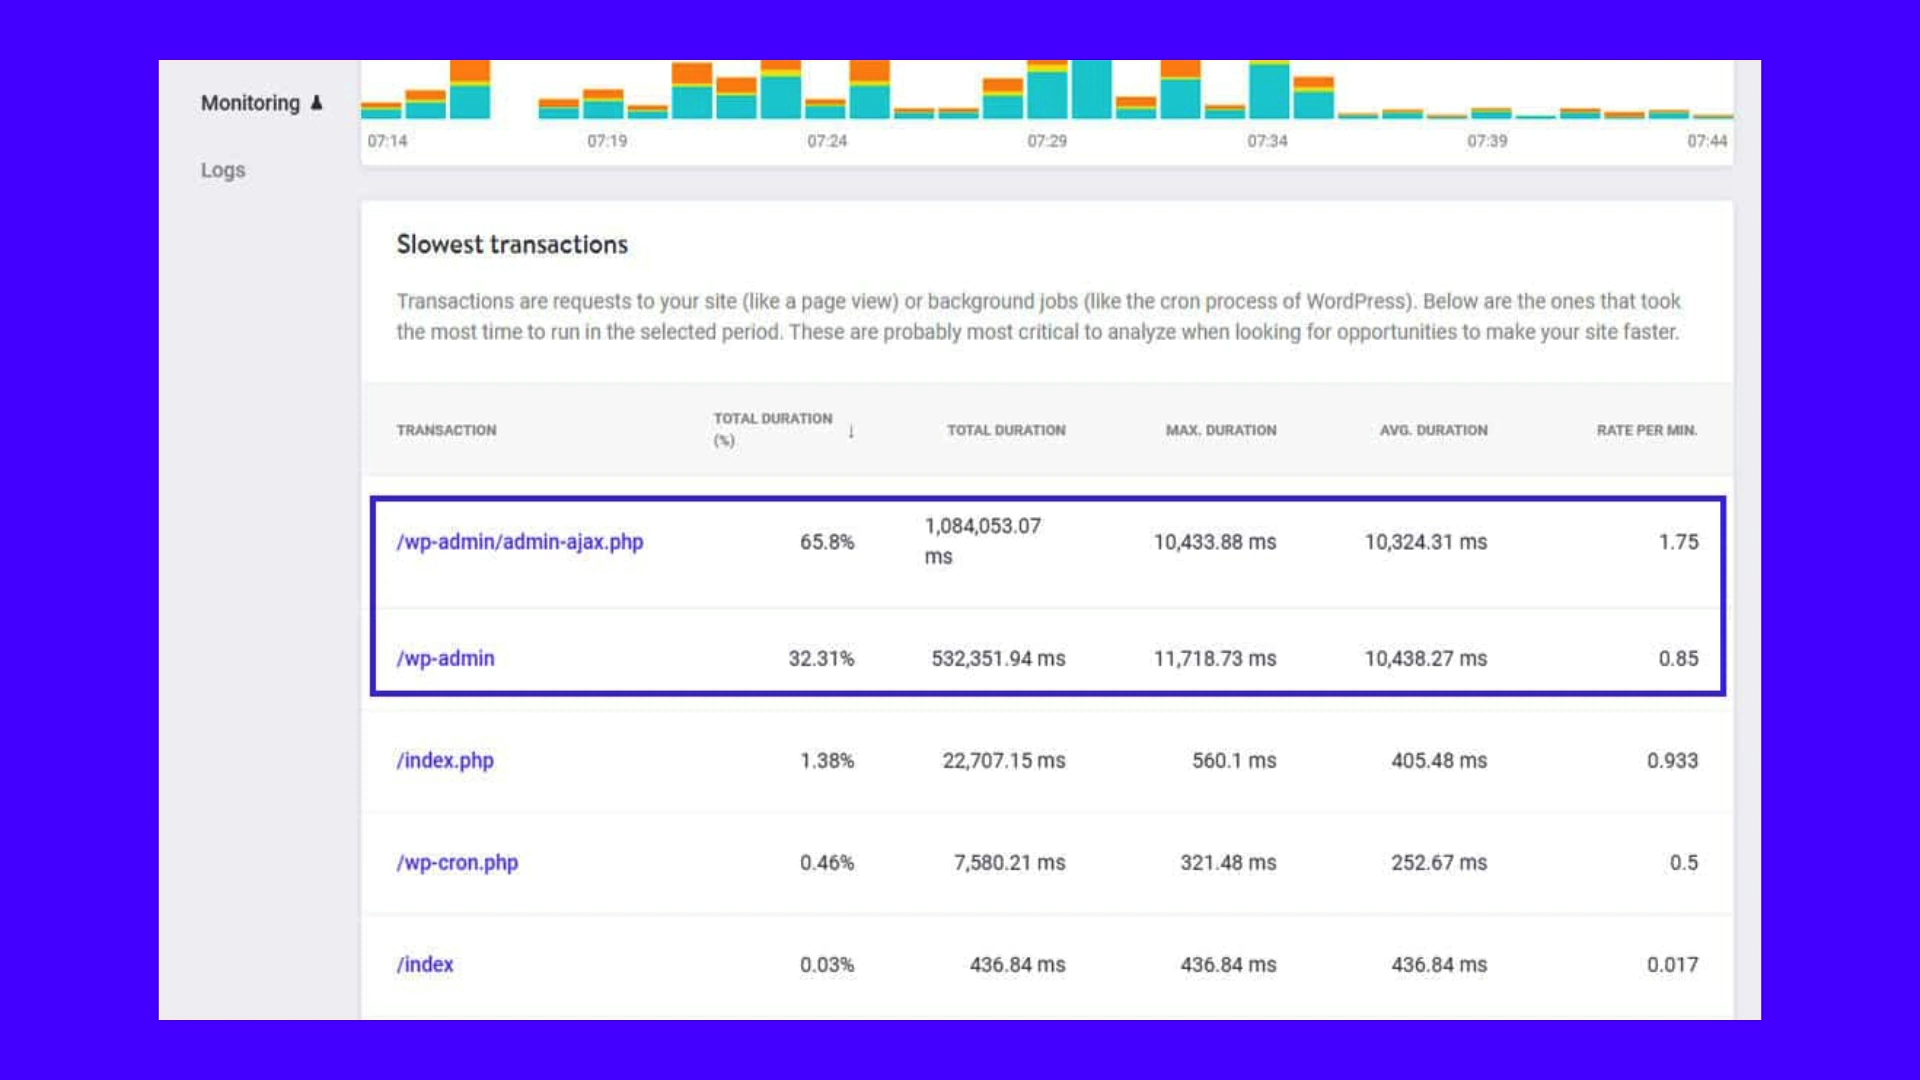 Monitoring
07:14 07:19 07:24 07:29 07:34 07:39 07:44
Logs
Slowest transactions
Transactions are requests to your site (like a page view) or background jobs (like the cron process of WordPress). Below are the ones that took
the most time to run in the selected period. These are probably most critical to analyze when looking for opportunities to make your site faster.
TRANSACTION TOTAL DURATION (%) ↓ TOTAL DURATION MAX. DURATION AVG. DURATION RATE PER MIN.
/wp-admin/admin-ajax.php 65.8% 1,084,053.07 ms 10,433.88 ms 10,324.31 ms 1.75
/wp-admin 32.31% 532,351.94 ms 11,718.73 ms 10,438.27 ms 0.85
/index.php 1.38% 22,707.15 ms 560.1 ms 405.48 ms 0.933
/wp-cron.php 0.46% 7,580.21 ms 321.48 ms 252.67 ms 0.5
/index 0.03% 436.84 ms 436.84 ms 436.84 ms 0.017